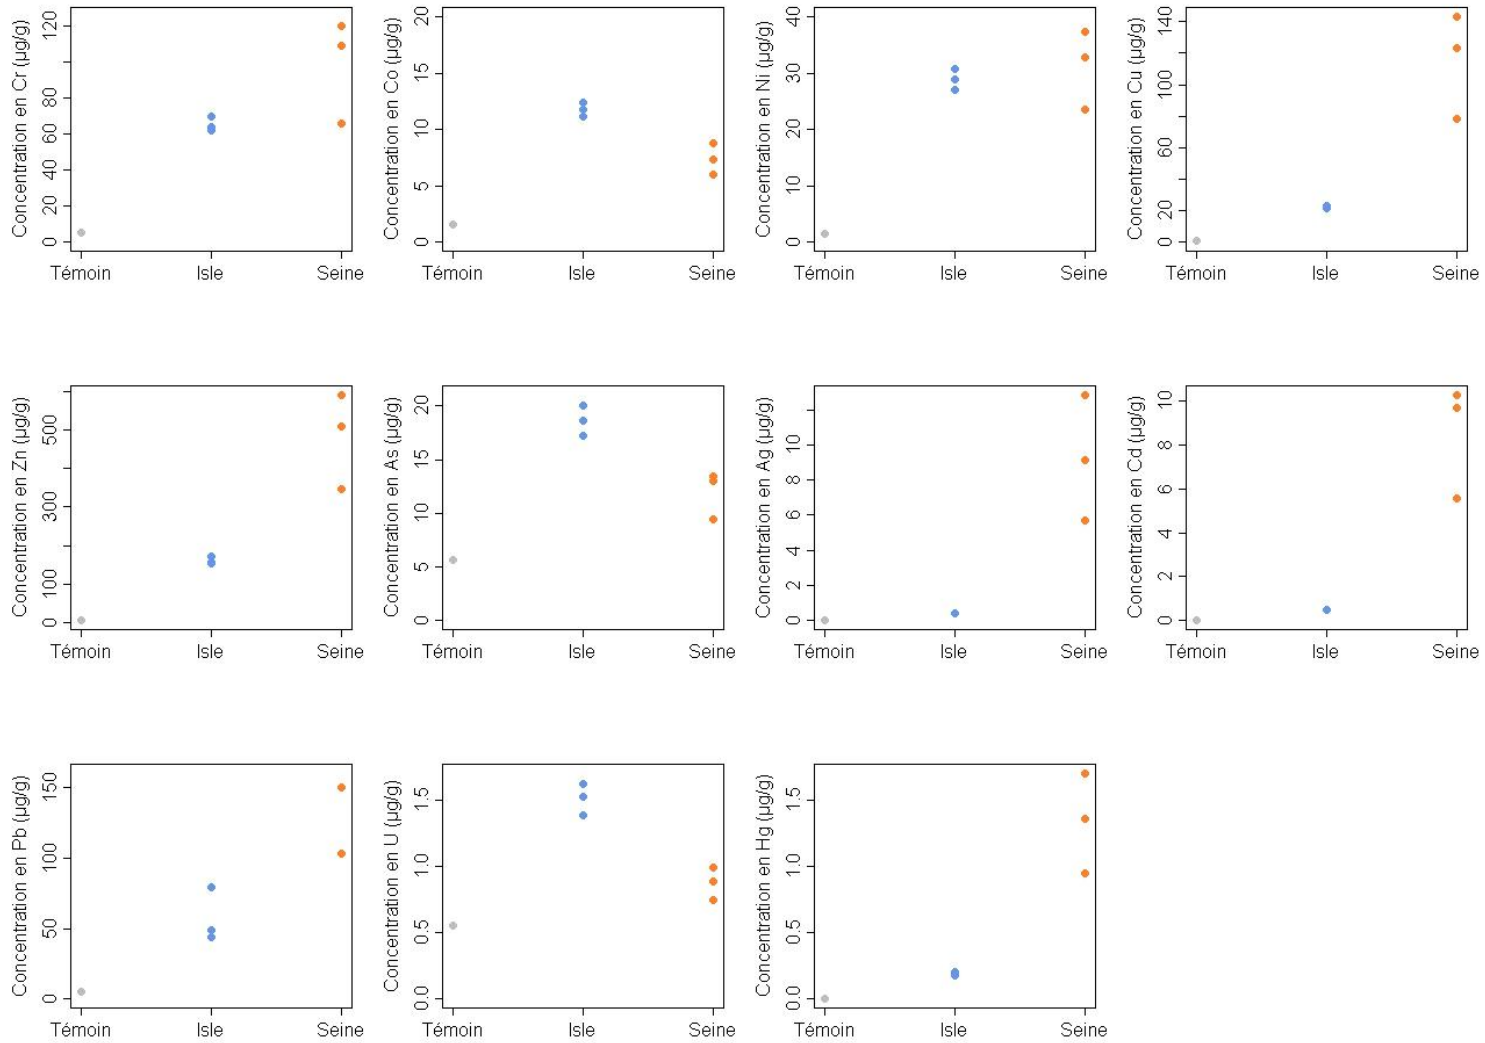 Concentration en Cr (µg/g)
0 20 40 60 80 120
Témoin Isle Seine
Concentration en Co (µg/g)
0 5 10 15 20
Témoin Isle Seine
Concentration en Ni (µg/g)
0 10 20 30 40
Témoin Isle Seine
Concentration en Cu (µg/g)
0 20 60 100 140
Témoin Isle Seine
Concentration en Zn (µg/g)
0 100 300 500
Témoin Isle Seine
Concentration en As (µg/g)
0 5 10 15 20
Témoin Isle Seine
Concentration en Ag (µg/g)
0 2 4 6 8 10
Témoin Isle Seine
Concentration en Cd (µg/g)
0 2 4 6 8 10
Témoin Isle Seine
Concentration en Pb (µg/g)
0 50 100 150
Témoin Isle Seine
Concentration en U (µg/g)
0.0 0.5 1.0 1.5
Témoin Isle Seine
Concentration en Hg (µg/g)
0.0 0.5 1.0 1.5
Témoin Isle Seine